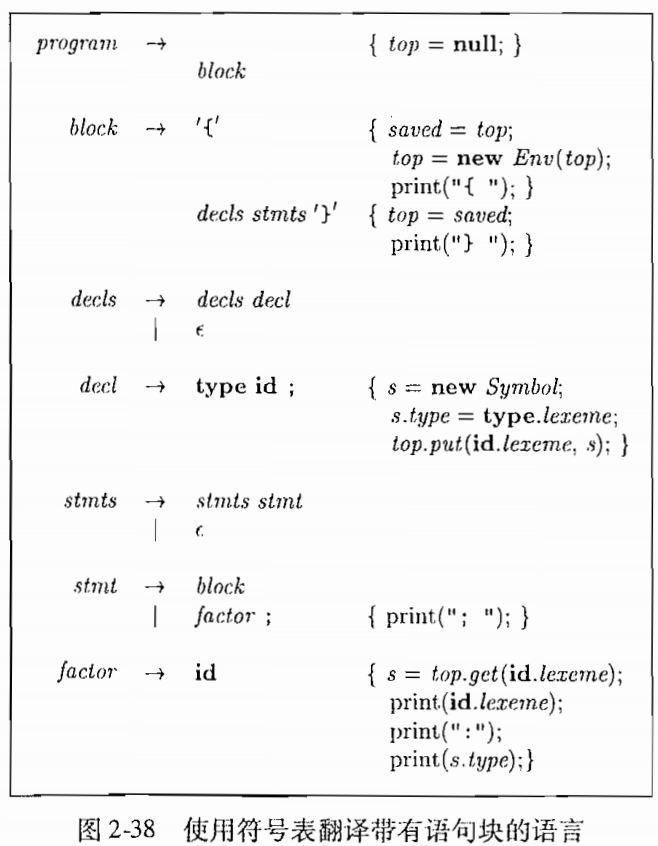 program → { top = null; }
block
block → '{' { saved = top;
top = new Env(top);
print("{ "); }
decls stmts '}' { top = saved;
print("} "); }
decls → decls decl
| ϵ
decl → type id ; { s = new Symbol;
s.type = type.lexeme;
top.put(id.lexeme, s); }
stmts → stmts stmt
| ϵ
stmt → block
| factor ; { print("; "); }
factor → id { s = top.get(id.lexeme);
print(id.lexeme);
print(":");
print(s.type);}
图 2-38 使用符号表翻译带有语句块的语言